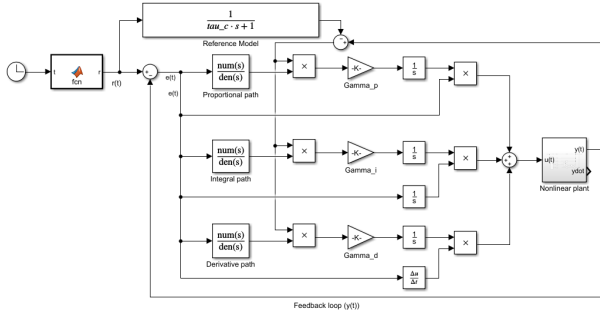 1
tau_c · s + 1
Reference Model
t
fcn
r
r(t)
e(t)
e(t)
num(s)
den(s)
Proportional path
×
-K-
Gamma_p
1
s
×
num(s)
den(s)
Integral path
×
-K-
Gamma_i
1
s
×
1
s
num(s)
den(s)
Derivative path
×
-K-
Gamma_d
1
s
×
Δu
Δt
u(t)
y(t)
ydot
Nonlinear plant
Feedback loop (y(t))